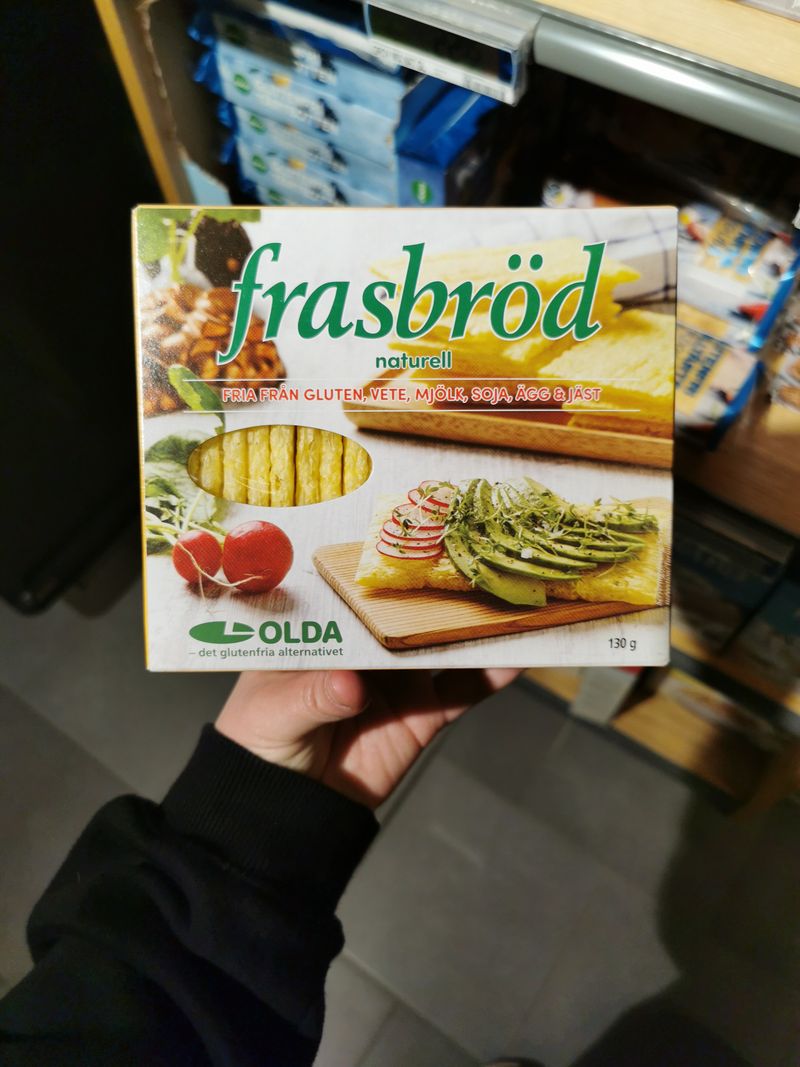 frasbröd
naturell
FRIA FRÅN GLUTEN, VETE, MJÖLK, SOJA, ÄGG & JÄST
OLDA
– det glutenfria alternativet
130 g